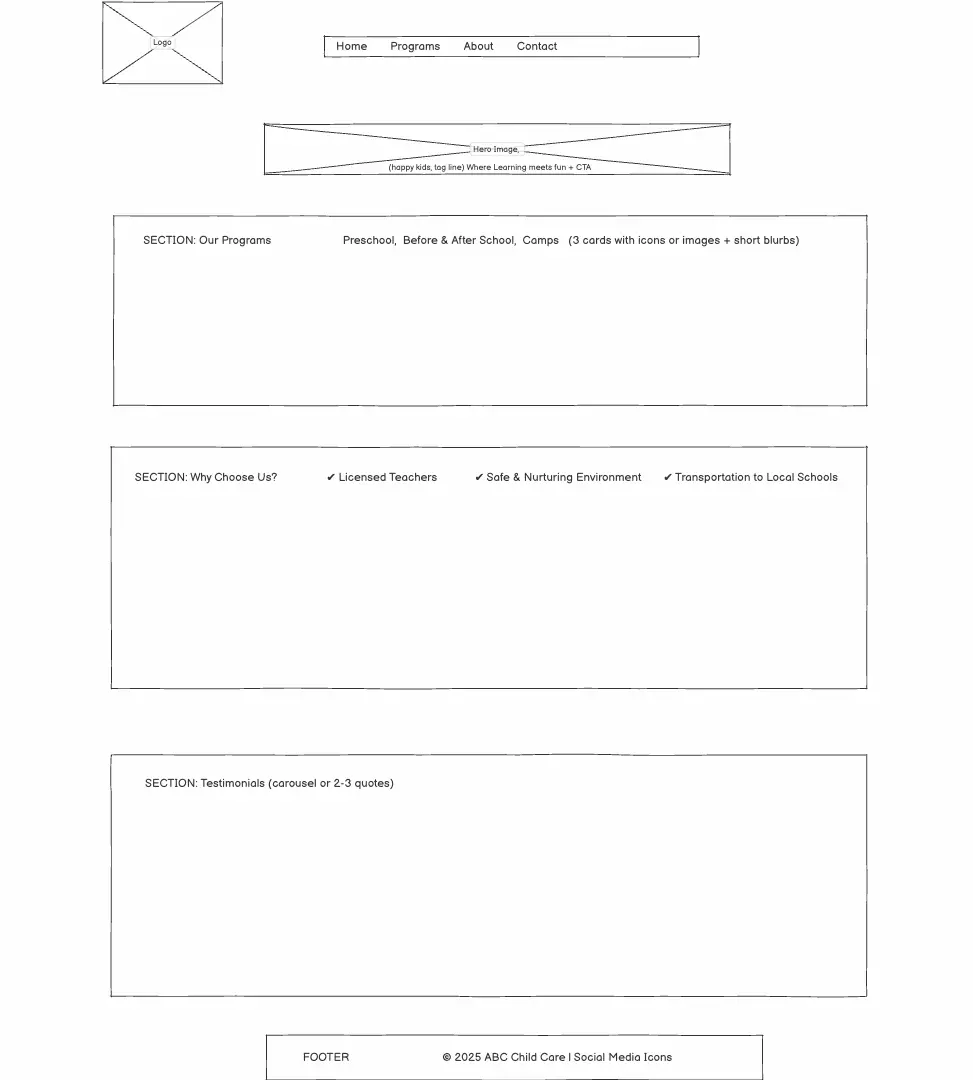 Logo
Home Programs About Contact
Hero Image,
(happy kids, tag line) Where Learning meets fun + CTA
SECTION: Our Programs Preschool, Before & After School, Camps (3 cards with icons or images + short blurbs)
SECTION: Why Choose Us? ✔ Licensed Teachers ✔ Safe & Nurturing Environment ✔ Transportation to Local Schools
SECTION: Testimonials (carousel or 2-3 quotes)
FOOTER © 2025 ABC Child Care | Social Media Icons